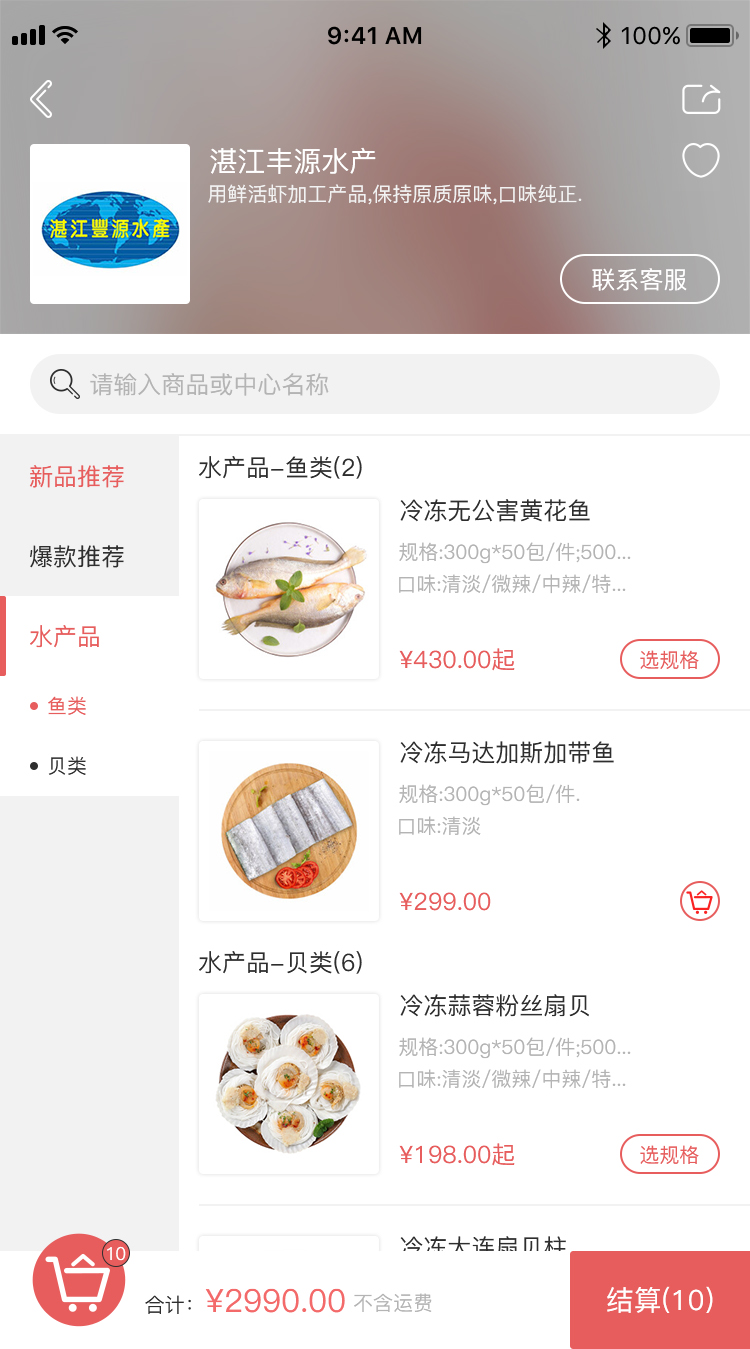 9:41 AM
100%
湛江丰源水产
用鲜活虾加工产品,保持原质原味,口味纯正.
湛江豐源水產
联系客服
请输入商品或中心名称
新品推荐
爆款推荐
水产品
鱼类
贝类
水产品–鱼类(2)
冷冻无公害黄花鱼
规格:300g*50包/件;500...
口味:清淡/微辣/中辣/特...
¥430.00起
选规格
冷冻马达加斯加带鱼
规格:300g*50包/件.
口味:清淡
¥299.00
水产品–贝类(6)
冷冻蒜蓉粉丝扇贝
规格:300g*50包/件;500...
口味:清淡/微辣/中辣/特...
¥198.00起
选规格
冷冻大连扇贝柱
10
合计: ¥2990.00 不含运费
结算(10)